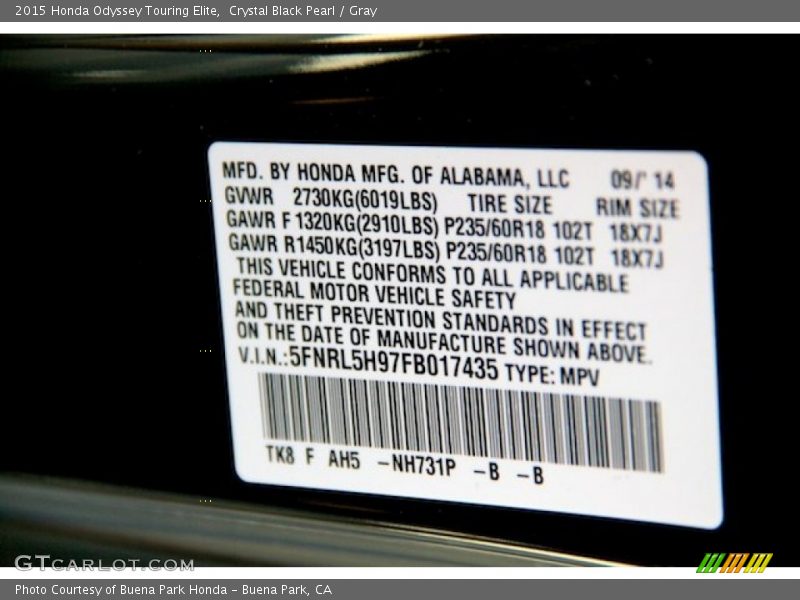 2015 Honda Odyssey Touring Elite, Crystal Black Pearl / Gray
MFD. BY HONDA MFG. OF ALABAMA, LLC 09/' 14
GVWR 2730KG(6019LBS) TIRE SIZE RIM SIZE
GAWR F 1320KG(2910LBS) P235/60R18 102T 18X7J
GAWR R1450KG(3197LBS) P235/60R18 102T 18X7J
THIS VEHICLE CONFORMS TO ALL APPLICABLE
FEDERAL MOTOR VEHICLE SAFETY
AND THEFT PREVENTION STANDARDS IN EFFECT
ON THE DATE OF MANUFACTURE SHOWN ABOVE.
V.I.N.:5FNRL5H97FB017435 TYPE: MPV
TK8 F AH5 -NH731P -B -B
GTcarlot.com
Photo Courtesy of Buena Park Honda - Buena Park, CA